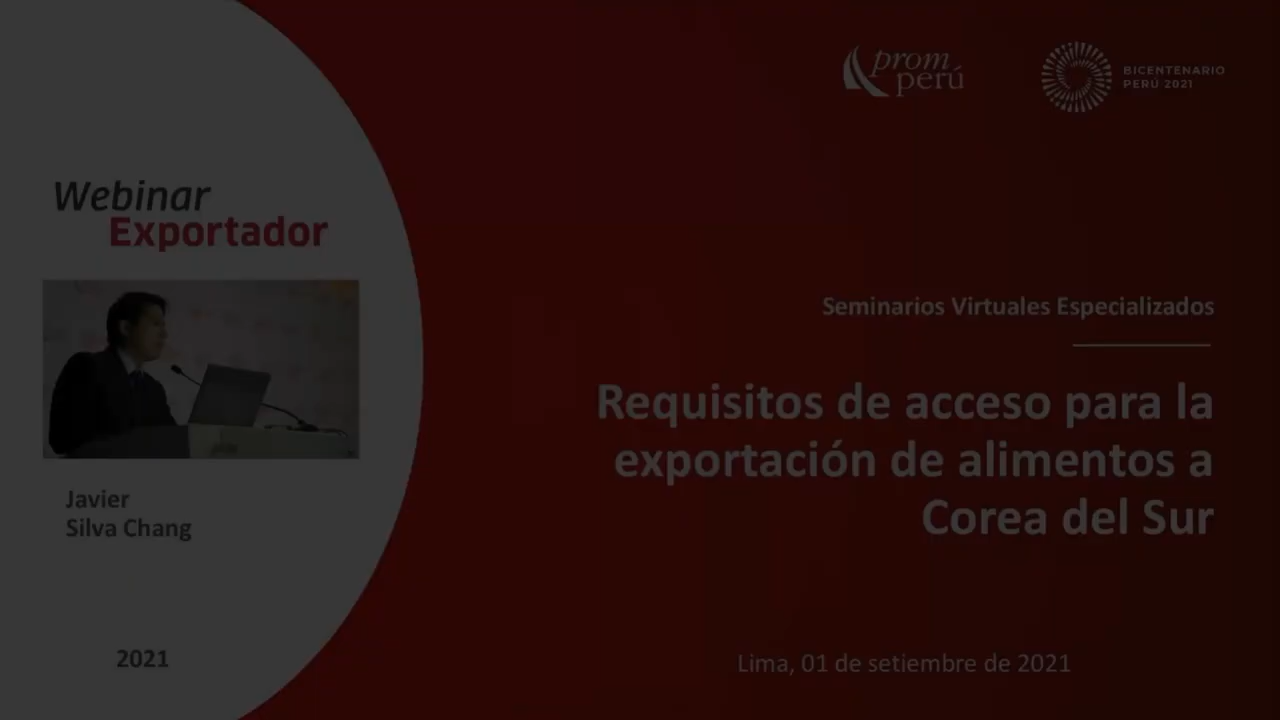 prom
perú
BICENTENARIO
PERÚ 2021
Webinar
Exportador
Javier
Silva Chang
2021
Seminarios Virtuales Especializados
Requisitos de acceso para la
exportación de alimentos a
Corea del Sur
Lima, 01 de setiembre de 2021